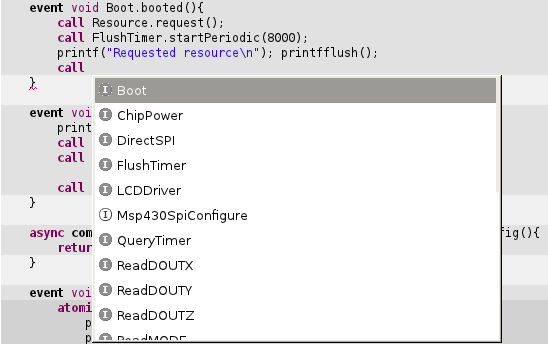 event void Boot.booted(){
call Resource.request();
call FlushTimer.startPeriodic(8000);
printf("Requested resource\n"); printfflush();
call
}
Boot
ChipPower
DirectSPI
FlushTimer
LCDDriver
Msp430SpiConfigure
QueryTimer
ReadDOUTX
ReadDOUTY
ReadDOUTZ
ReadMODE
event voi
print
call
call
call
}
async com fig(){
retur
}
event voi
atomi
p
p